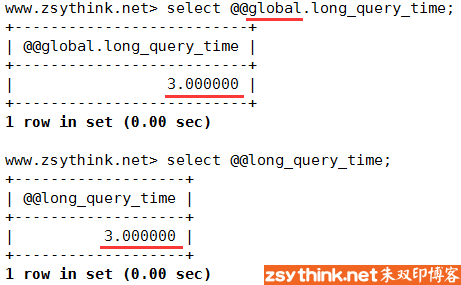 www.zsythink.net> select @@global.long_query_time;
+--------------------------+
| @@global.long_query_time |
+--------------------------+
|                 3.000000 |
+--------------------------+
1 row in set (0.00 sec)
www.zsythink.net> select @@long_query_time;
+-------------------+
| @@long_query_time |
+-------------------+
|          3.000000 |
+-------------------+
1 row in set (0.00 sec)
zsythink.net朱双印博客